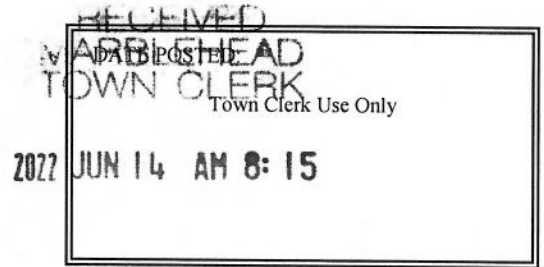 RECEIVED
MARBLEHEAD
DATE POSTED:
TOWN CLERK
Town Clerk Use Only
2022 JUN 14 AM 8: 15